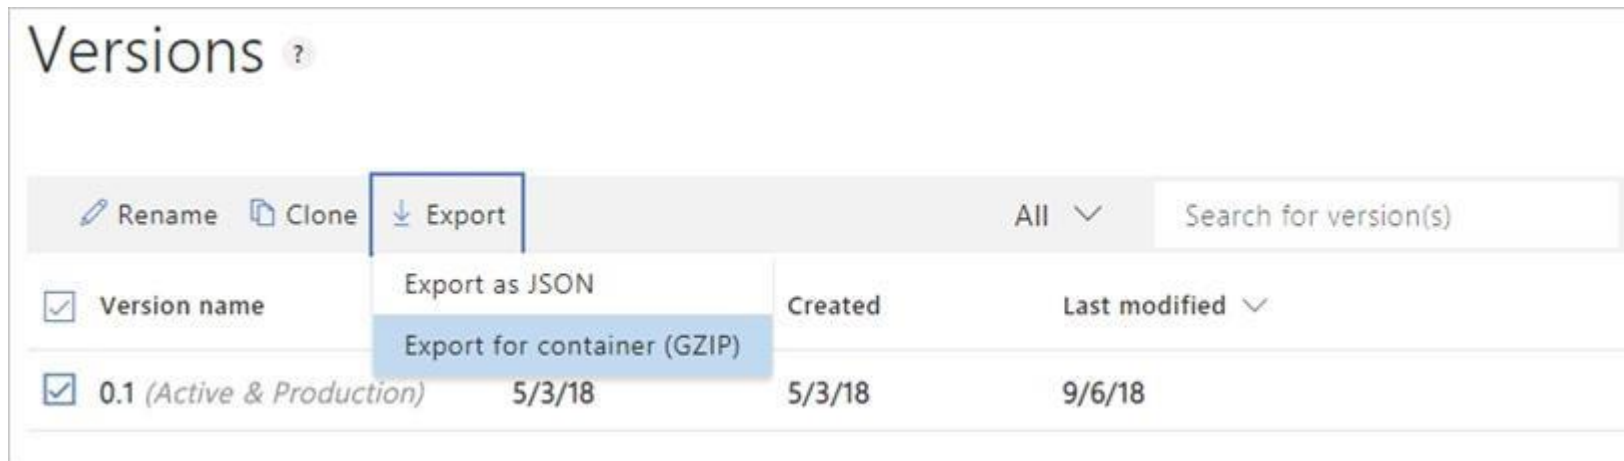 Versions ?
Rename Clone Export All Search for version(s)
Export as JSON
Version name Created Last modified
Export for container (GZIP)
0.1 (Active & Production) 5/3/18 5/3/18 9/6/18